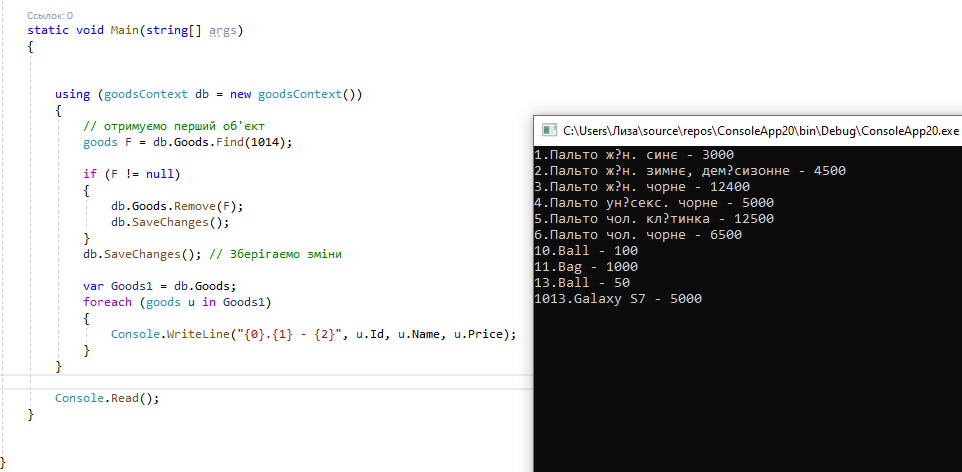 Ссылок: 0
static void Main(string[] args)
{
using (goodsContext db = new goodsContext())
{
// отримуємо перший об'єкт
goods F = db.Goods.Find(1014);
if (F != null)
{
db.Goods.Remove(F);
db.SaveChanges();
}
db.SaveChanges(); // Зберігаємо зміни
var Goods1 = db.Goods;
foreach (goods u in Goods1)
{
Console.WriteLine("{0}.{1} - {2}", u.Id, u.Name, u.Price);
}
}
Console.Read();
}
}
C:\Users\Лиза\source\repos\ConsoleApp20\bin\Debug\ConsoleApp20.exe
1.Пальто ж?н. синє - 3000
2.Пальто ж?н. зимнє, дем?сизонне - 4500
3.Пальто ж?н. чорне - 12400
4.Пальто ун?секс. чорне - 5000
5.Пальто чол. кл?тинка - 12500
6.Пальто чол. чорне - 6500
10.Ball - 100
11.Bag - 1000
13.Ball - 50
1013.Galaxy S7 - 5000